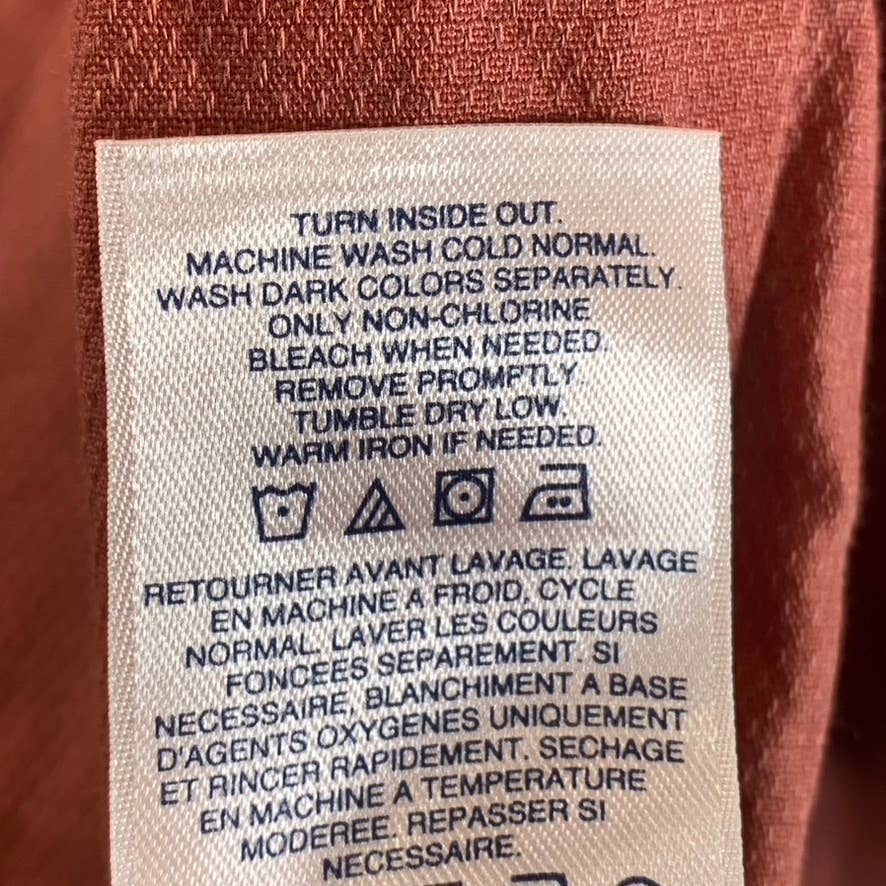 TURN INSIDE OUT.
MACHINE WASH COLD NORMAL.
WASH DARK COLORS SEPARATELY.
ONLY NON-CHLORINE
BLEACH WHEN NEEDED.
REMOVE PROMPTLY.
TUMBLE DRY LOW.
WARM IRON IF NEEDED.
RETOURNER AVANT LAVAGE. LAVAGE
EN MACHINE A FROID. CYCLE
NORMAL. LAVER LES COULEURS
FONCEES SEPAREMENT. SI
NECESSAIRE, BLANCHIMENT A BASE
D'AGENTS OXYGENES UNIQUEMENT
ET RINCER RAPIDEMENT. SECHAGE
EN MACHINE A TEMPERATURE
MODEREE. REPASSER SI
NECESSAIRE.